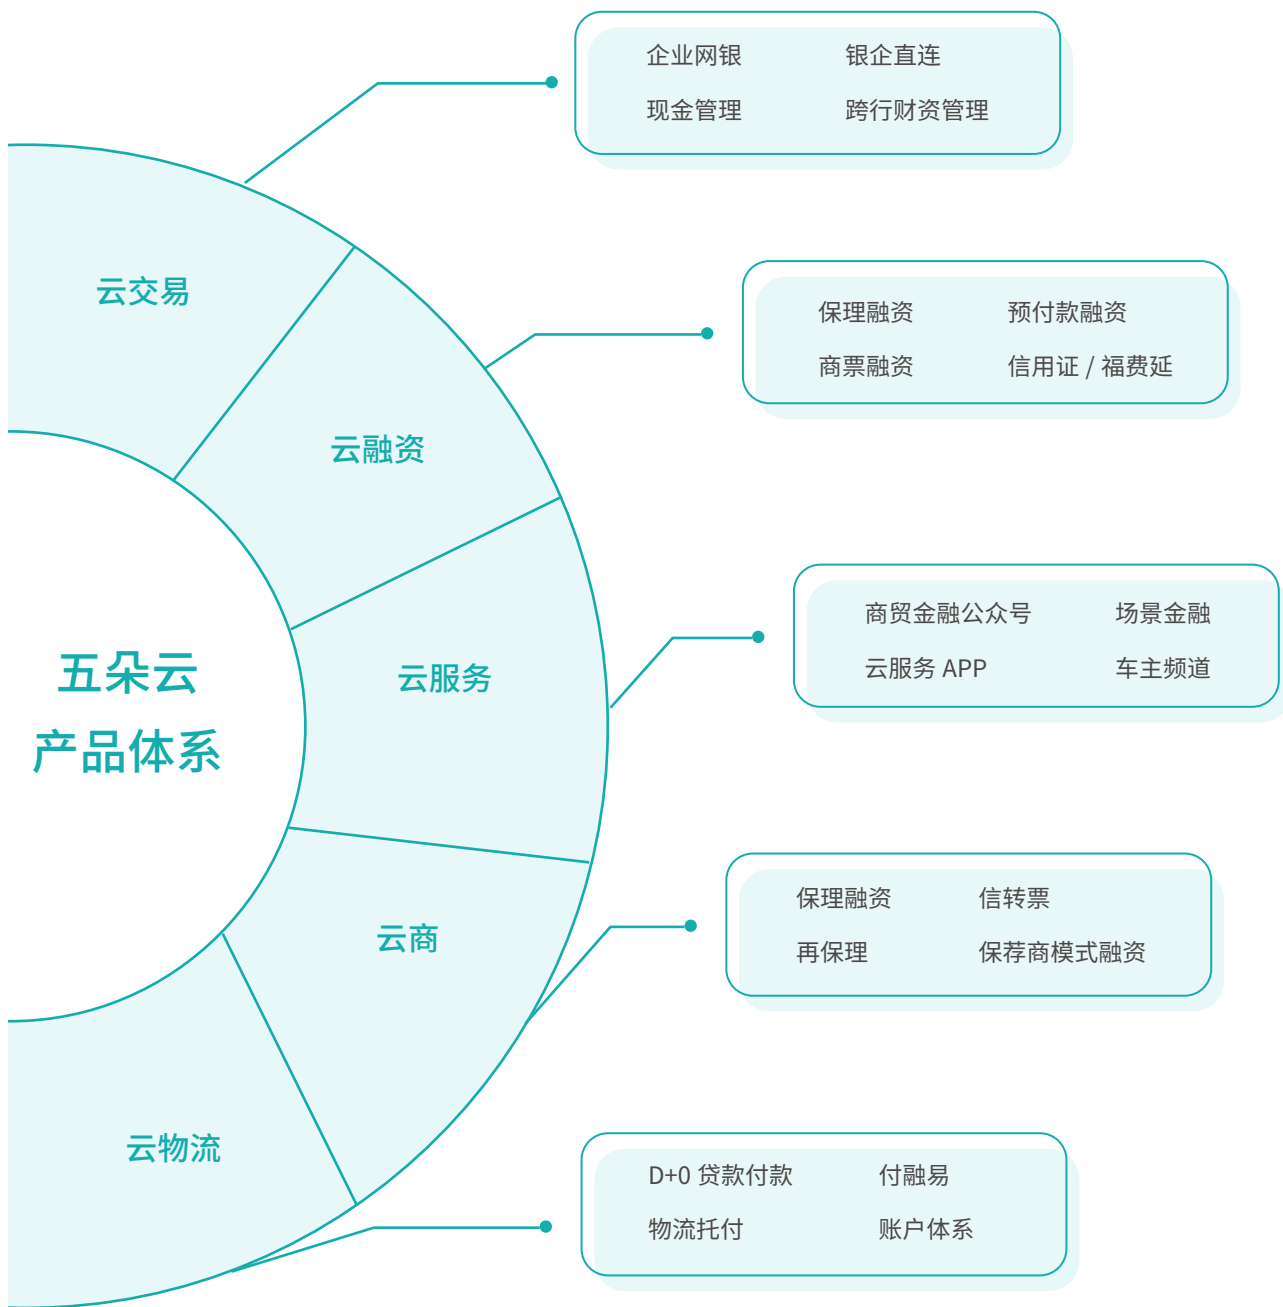 企业网银 银企直连
现金管理 跨行财资管理
云交易
保理融资 预付款融资
商票融资 信用证 / 福费延
云融资
商贸金融公众号 场景金融
云服务 APP 车主频道
云服务
五朵云
产品体系
保理融资 信转票
再保理 保荐商模式融资
云商
D+0 贷款付款 付融易
物流托付 账户体系
云物流